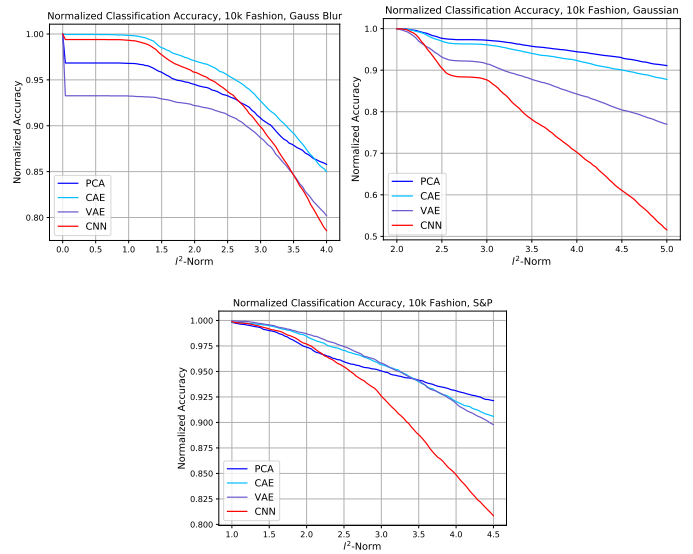 Normalized Classification Accuracy, 10k Fashion, Gauss Blur
Normalized Accuracy
1.00
0.95
0.90
0.85
0.80
PCA
CAE
VAE
CNN
0.0 0.5 1.0 1.5 2.0 2.5 3.0 3.5 4.0
l²-Norm
Normalized Classification Accuracy, 10k Fashion, Gaussian
Normalized Accuracy
1.0
0.9
0.8
0.7
0.6
0.5
PCA
CAE
VAE
CNN
2.0 2.5 3.0 3.5 4.0 4.5 5.0
l²-Norm
Normalized Classification Accuracy, 10k Fashion, S&P
Normalized Accuracy
1.000
0.975
0.950
0.925
0.900
0.875
0.850
0.825
0.800
PCA
CAE
VAE
CNN
1.0 1.5 2.0 2.5 3.0 3.5 4.0 4.5
l²-Norm